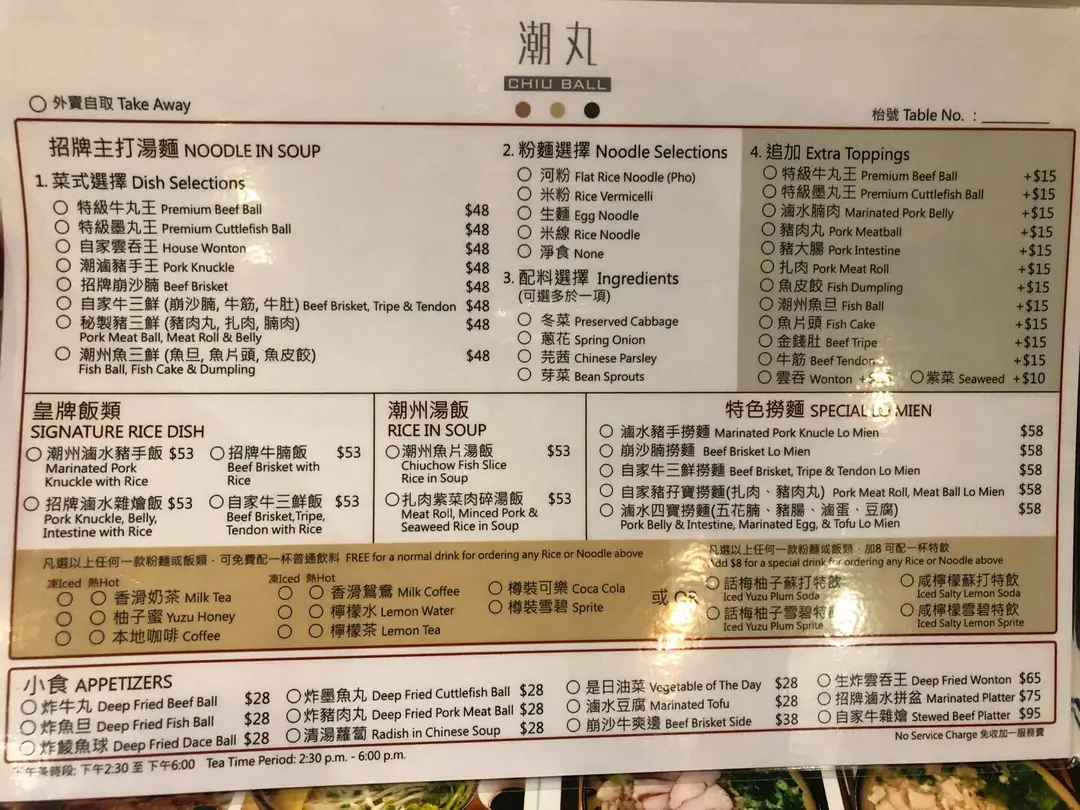 潮丸
CHIU BALL
外賣自取 Take Away
枱號 Table No. : ________
招牌主打湯麵 NOODLE IN SOUP
1. 菜式選擇 Dish Selections
特級牛丸王 Premium Beef Ball $48
特級墨丸王 Premium Cuttlefish Ball $48
自家雲吞王 House Wonton $48
潮滷豬手王 Pork Knuckle $48
招牌崩沙腩 Beef Brisket $48
自家牛三鮮 (崩沙腩, 牛筋, 牛肚) Beef Brisket, Tripe & Tendon $48
秘製豬三鮮 (豬肉丸, 扎肉, 腩肉) $48
Pork Meat Ball, Meat Roll & Belly
潮州魚三鮮 (魚旦, 魚片頭, 魚皮餃) $48
Fish Ball, Fish Cake & Dumpling
2. 粉麵選擇 Noodle Selections
河粉 Flat Rice Noodle (Pho)
米粉 Rice Vermicelli
生麵 Egg Noodle
米線 Rice Noodle
淨食 None
3. 配料選擇 Ingredients
(可選多於一項)
冬菜 Preserved Cabbage
蔥花 Spring Onion
芫茜 Chinese Parsley
芽菜 Bean Sprouts
4. 追加 Extra Toppings
特級牛丸王 Premium Beef Ball +$15
特級墨丸王 Premium Cuttlefish Ball +$15
滷水腩肉 Marinated Pork Belly +$15
豬肉丸 Pork Meatball +$15
豬大腸 Pork Intestine +$15
扎肉 Pork Meat Roll +$15
魚皮餃 Fish Dumpling +$15
潮州魚旦 Fish Ball +$15
魚片頭 Fish Cake +$15
金錢肚 Beef Tripe +$15
牛筋 Beef Tendon +$15
雲吞 Wonton 紫菜 Seaweed +$10
皇牌飯類
SIGNATURE RICE DISH
潮州滷水豬手飯 $53
Marinated Pork
Knuckle with Rice
招牌牛腩飯 $53
Beef Brisket with
Rice
招牌滷水雜燴飯 $53
Pork Knuckle, Belly,
Intestine with Rice
自家牛三鮮飯 $53
Beef Brisket,Tripe,
Tendon with Rice
潮州湯飯
RICE IN SOUP
潮州魚片湯飯 $53
Chiuchow Fish Slice
Rice in Soup
扎肉紫菜肉碎湯飯 $53
Meat Roll, Minced Pork &
Seaweed Rice in Soup
特色撈麵 SPECIAL LO MIEN
滷水豬手撈麵 Marinated Pork Knucle Lo Mien $58
崩沙腩撈麵 Beef Brisket Lo Mien $58
自家牛三鮮撈麵 Beef Brisket, Tripe & Tendon Lo Mien $58
自家豬孖寶撈麵(扎肉、豬肉丸) Pork Meat Roll, Meat Ball Lo Mien $58
滷水四寶撈麵(五花腩、豬腸、滷蛋、豆腐) $58
Pork Belly & Intestine, Marinated Egg, & Tofu Lo Mien
凡選以上任何一款粉麵或飯類﹐可免費配一杯普通飲料 FREE for a normal drink for ordering any Rice or Noodle above
凍Iced 熱Hot
香滑奶茶 Milk Tea
柚子蜜 Yuzu Honey
本地咖啡 Coffee
凍Iced 熱Hot
香滑鴛鴦 Milk Coffee
檸檬水 Lemon Water
檸檬茶 Lemon Tea
樽裝可樂 Coca Cola
樽裝雪碧 Sprite
或 OR
凡選以上任何一款粉麵或飯類﹐加8 可配一杯特飲
Add $8 for a special drink for ordering any Rice or Noodle above
話梅柚子蘇打特飲
Iced Yuzu Plum Soda
話梅柚子雪碧特飲
Iced Yuzu Plum Sprite
咸檸檬蘇打特飲
Iced Salty Lemon Soda
咸檸檬雪碧特飲
Iced Salty Lemon Sprite
小食 APPETIZERS
炸牛丸 Deep Fried Beef Ball $28
炸魚旦 Deep Fried Fish Ball $28
炸鯪魚球 Deep Fried Dace Ball $28
炸墨魚丸 Deep Fried Cuttlefish Ball $28
炸豬肉丸 Deep Fried Pork Meat Ball $28
清湯蘿蔔 Radish in Chinese Soup $28
是日油菜 Vegetable of The Day $28
滷水豆腐 Marinated Tofu $28
崩沙牛爽邊 Beef Brisket Side $38
生炸雲吞王 Deep Fried Wonton $65
招牌滷水拼盆 Marinated Platter $75
自家牛雜燴 Stewed Beef Platter $95
No Service Charge 免收加一服務費
下午茶時段: 下午2:30 至 下午6:00 Tea Time Period: 2:30 p.m. - 6:00 p.m.